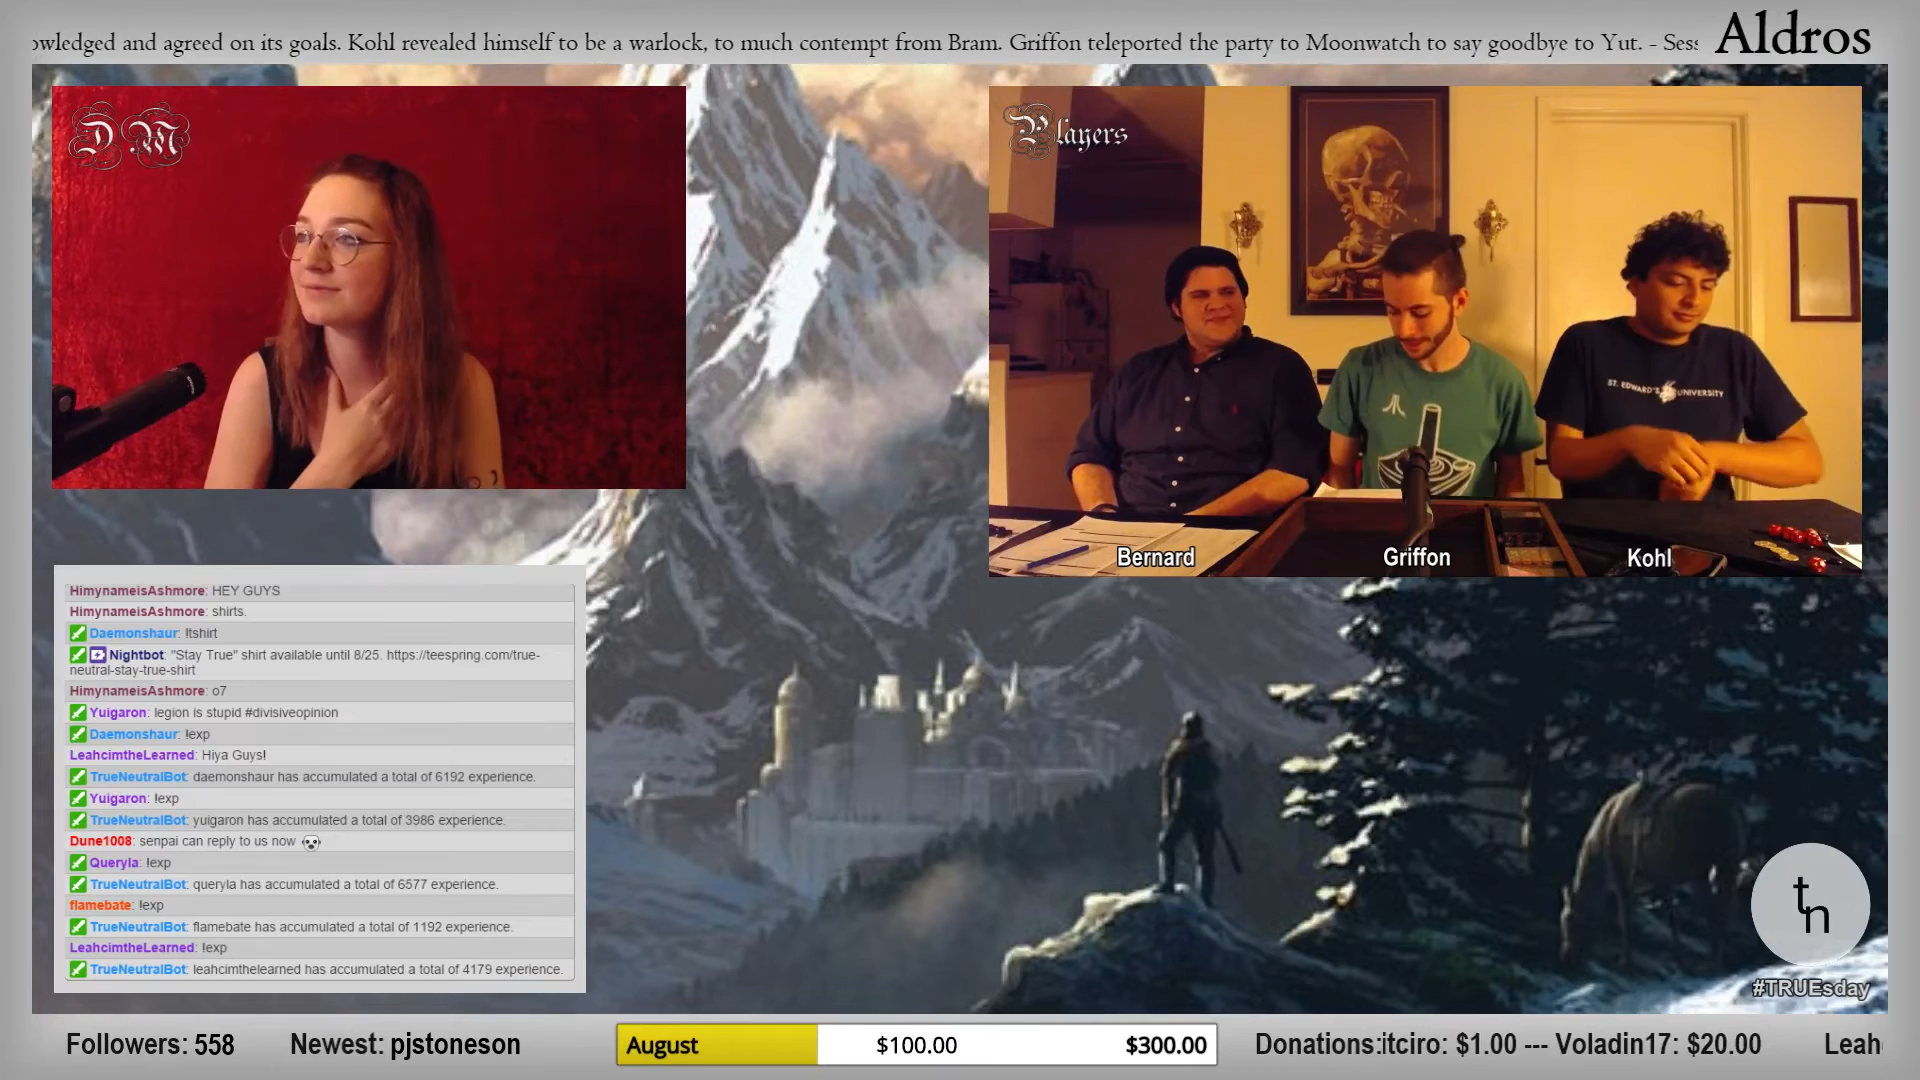 owledged and agreed on its goals. Kohl revealed himself to be a warlock, to much contempt from Bram. Griffon teleported the party to Moonwatch to say goodbye to Yut. - Sess
Aldros
DM
Players
ST. EDWARD'S UNIVERSITY
Bernard
Griffon
Kohl
HimynameisAshmore: HEY GUYS
HimynameisAshmore: shirts.
Daemonshaur: !tshirt
Nightbot: "Stay True" shirt available until 8/25. https://teespring.com/true-
neutral-stay-true-shirt
HimynameisAshmore: o7
Yuigaron: legion is stupid #divisiveopinion
Daemonshaur: !exp
LeahcimtheLearned: Hiya Guys!
TrueNeutralBot: daemonshaur has accumulated a total of 6192 experience.
Yuigaron: !exp
TrueNeutralBot: yuigaron has accumulated a total of 3986 experience.
Dune1008: senpai can reply to us now
Queryla: !exp
TrueNeutralBot: queryla has accumulated a total of 6577 experience.
flamebate: !exp
TrueNeutralBot: flamebate has accumulated a total of 1192 experience.
LeahcimtheLearned: !exp
TrueNeutralBot: leahcimthelearned has accumulated a total of 4179 experience.
tn
#TRUEsday
Followers: 558
Newest: pjstoneson
August $100.00 $300.00
Donations: itciro: $1.00 --- Voladin17: $20.00 Leah